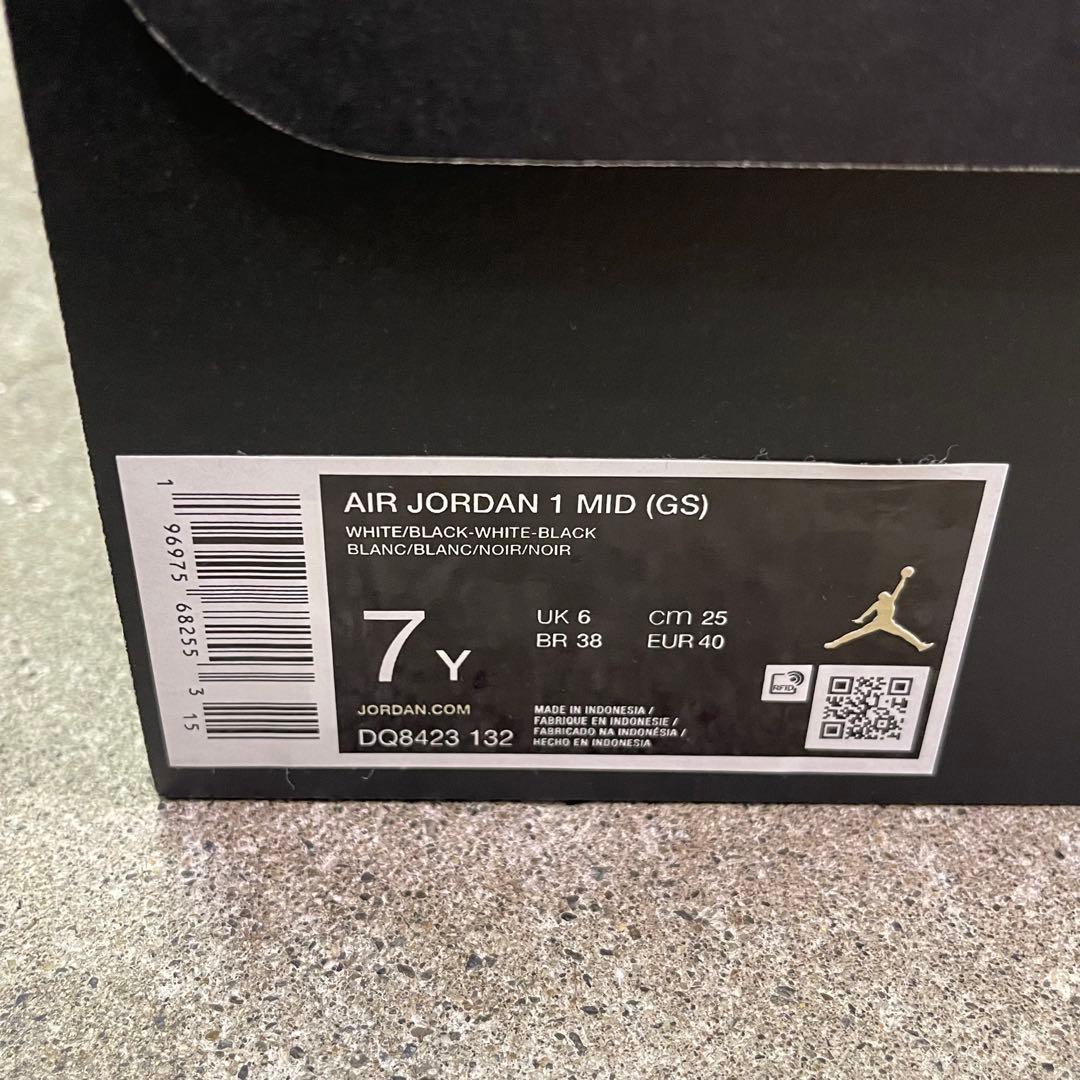 1 96975 68255 3 15
AIR JORDAN 1 MID (GS)
WHITE/BLACK-WHITE-BLACK
BLANC/BLANC/NOIR/NOIR
7 Y
UK 6 cm 25
BR 38 EUR 40
RFID
JORDAN.COM
DQ8423 132
MADE IN INDONESIA /
FABRIQUE EN INDONESIE /
FABRICADO NA INDONÉSIA /
HECHO EN INDONESIA